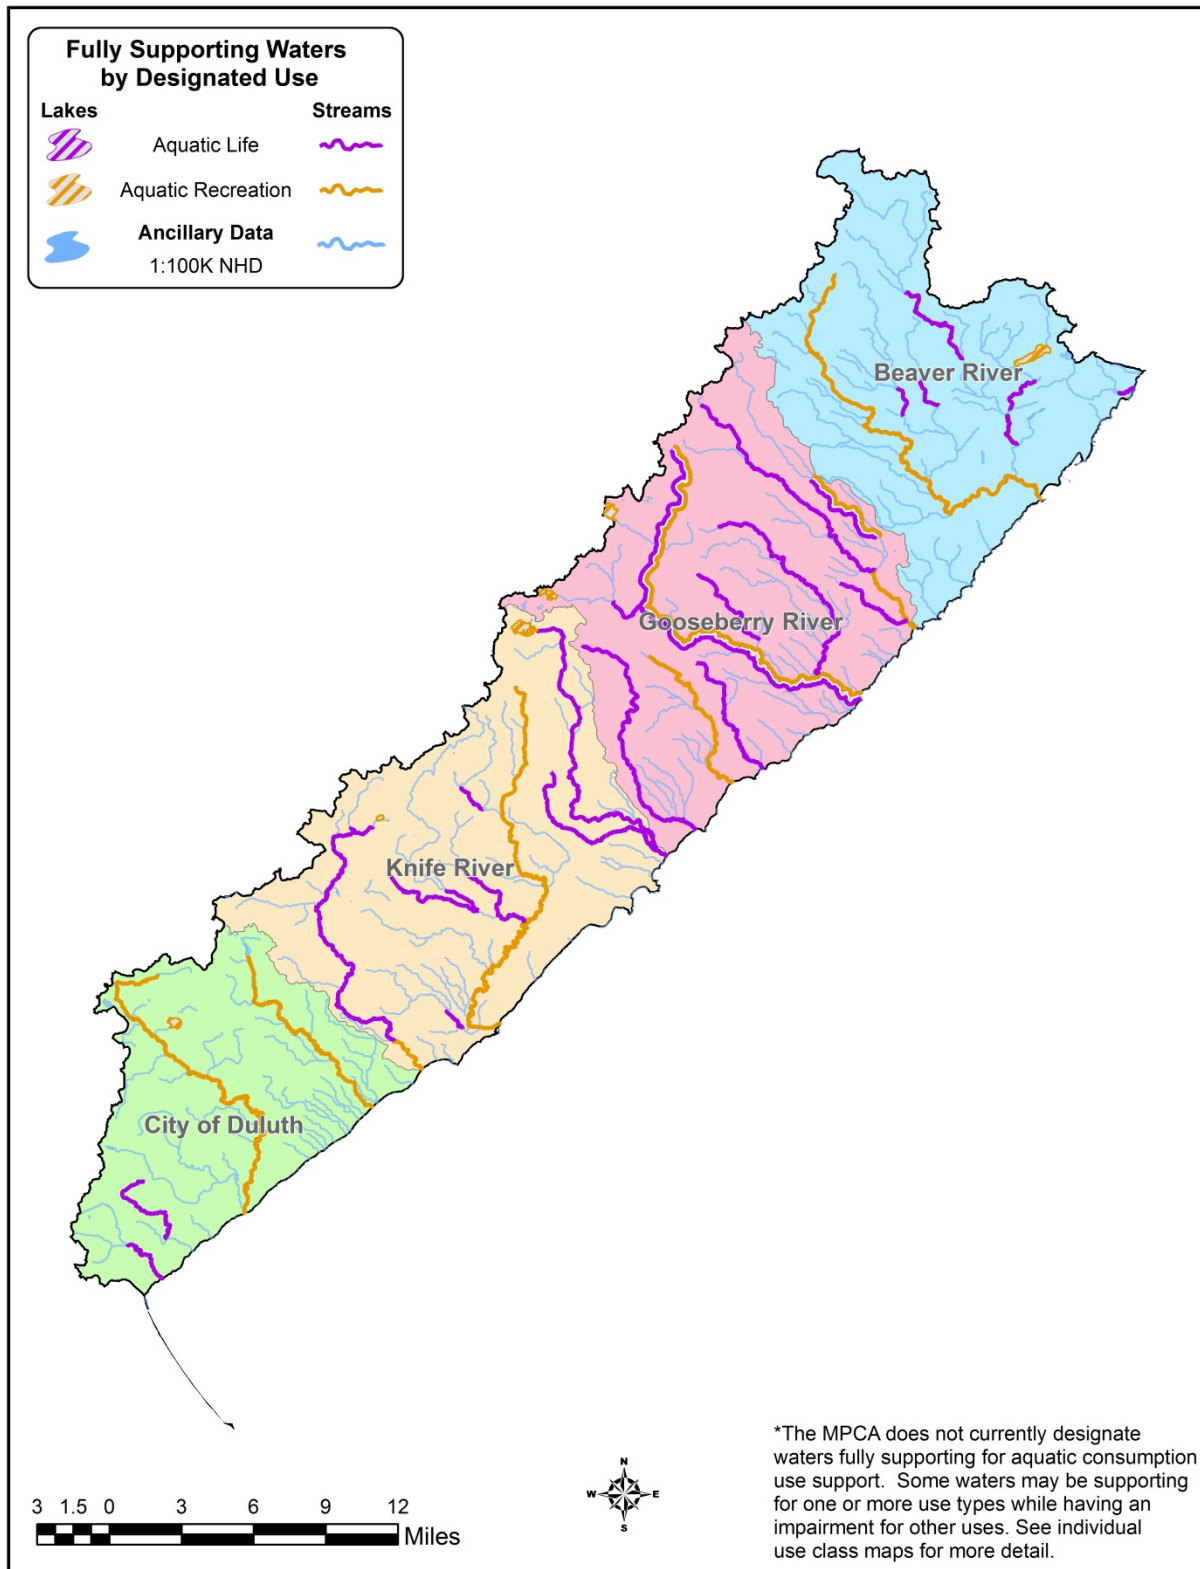 Fully Supporting Waters
by Designated Use
Lakes Streams
Aquatic Life
Aquatic Recreation
Ancillary Data
1:100K NHD
Beaver River
Gooseberry River
Knife River
City of Duluth
3 1.5 0 3 6 9 12
Miles
N
W E
S
*The MPCA does not currently designate
waters fully supporting for aquatic consumption
use support. Some waters may be supporting
for one or more use types while having an
impairment for other uses. See individual
use class maps for more detail.